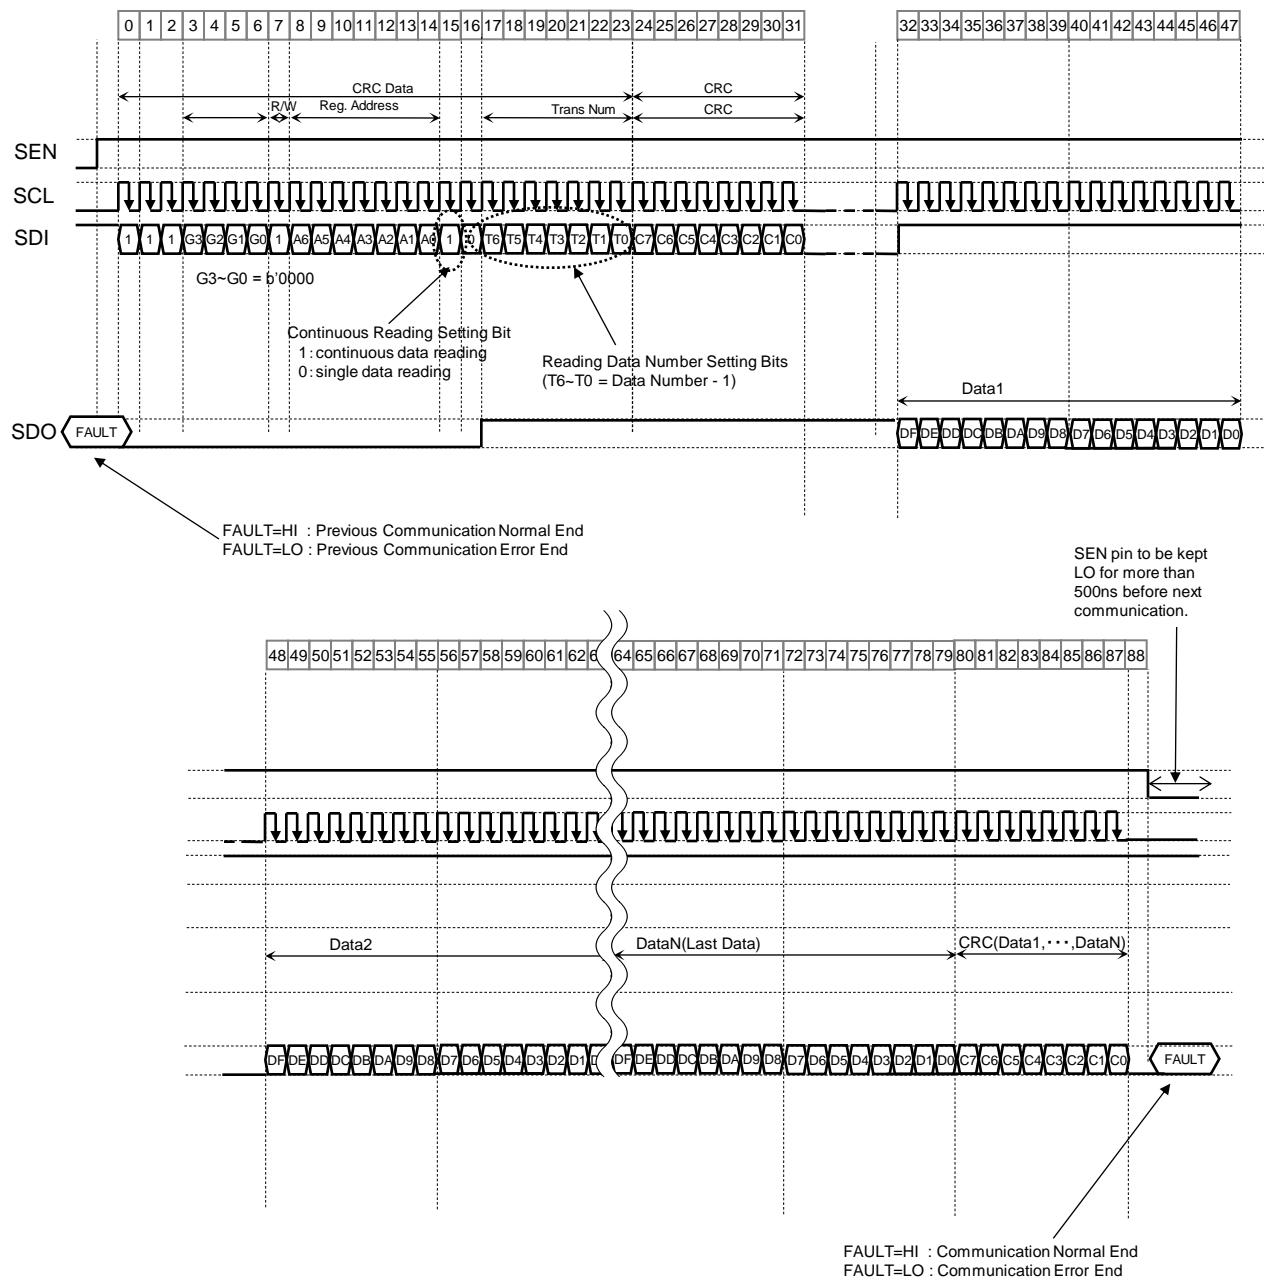 0 1 2 3 4 5 6 7 8 9 10 11 12 13 14 15 16 17 18 19 20 21 22 23 24 25 26 27 28 29 30 31 32 33 34 35 36 37 38 39 40 41 42 43 44 45 46 47
CRC Data CRC
R/W Reg. Address Trans Num CRC
SEN
SCL
SDI 1 1 1 G3 G2 G1 G0 1 A6 A5 A4 A3 A2 A1 A0 1 0 T6 T5 T4 T3 T2 T1 T0 C7 C6 C5 C4 C3 C2 C1 C0
G3~G0 = b'0000
Continuous Reading Setting Bit
1:continuous data reading
0:single data reading
Reading Data Number Setting Bits
(T6~T0 = Data Number - 1)
Data1
SDO FAULT DF DE DD DC DB DA D9 D8 D7 D6 D5 D4 D3 D2 D1 D0
FAULT=HI : Previous Communication Normal End
FAULT=LO : Previous Communication Error End
SEN pin to be kept
LO for more than
500ns before next
communication.
48 49 50 51 52 53 54 55 56 57 58 59 60 61 62 64 65 66 67 68 69 70 71 72 73 74 75 76 77 78 79 80 81 82 83 84 85 86 87 88
Data2 DataN(Last Data) CRC(Data1,･･･,DataN)
DF DE DD DC DB DA D9 D8 D7 D6 D5 D4 D3 D2 D1 DF DE DD DC DB DA D9 D8 D7 D6 D5 D4 D3 D2 D1 D0 C7 C6 C5 C4 C3 C2 C1 C0 FAULT
FAULT=HI : Communication Normal End
FAULT=LO : Communication Error End